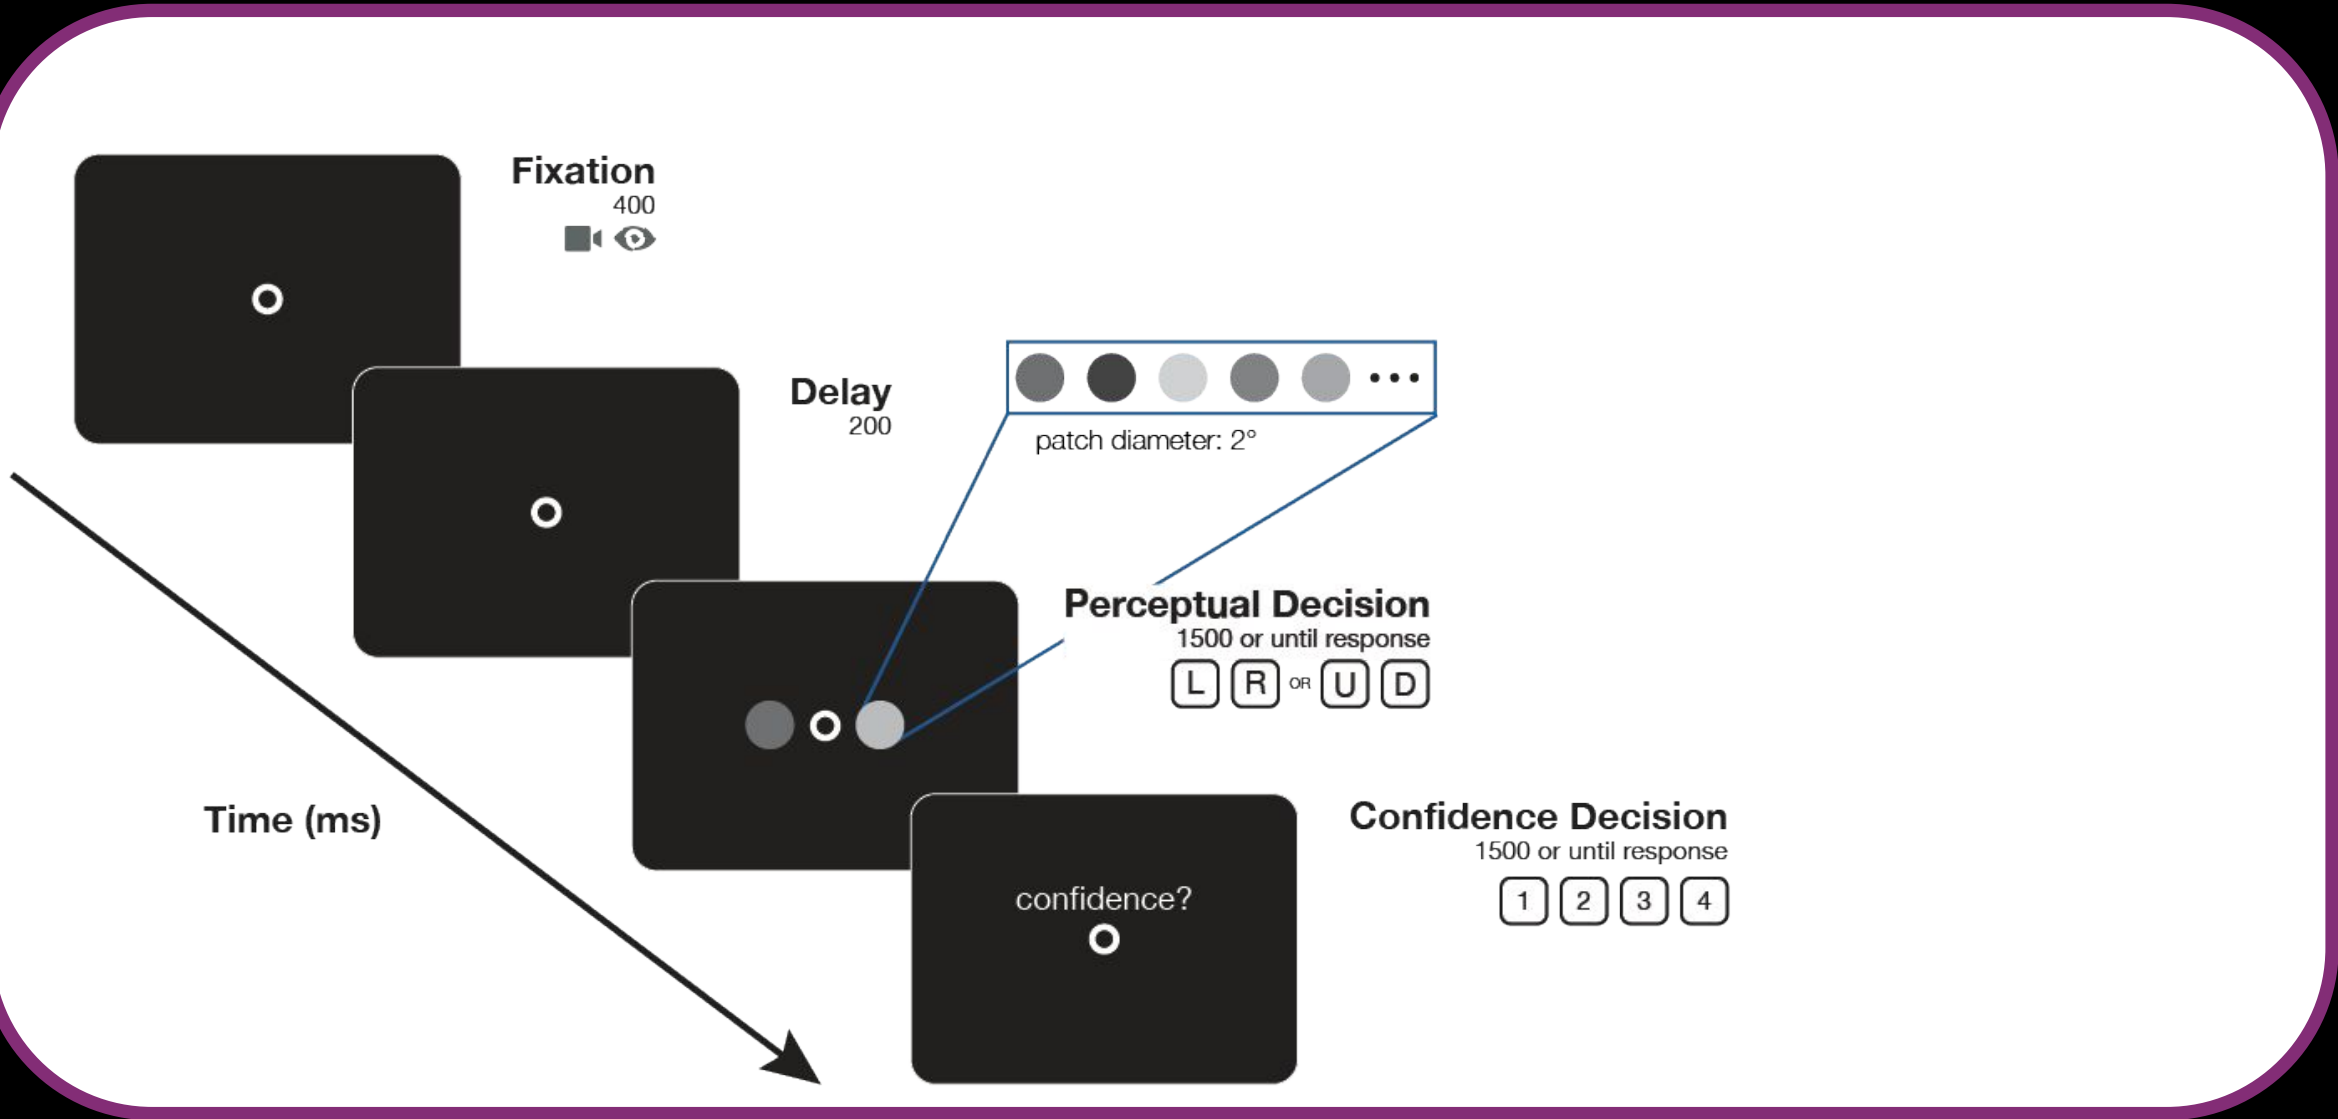 Fixation
400
Delay
200
patch diameter: 2°
Perceptual Decision
1500 or until response
L R OR U D
Time (ms)
Confidence Decision
1500 or until response
1 2 3 4
confidence?